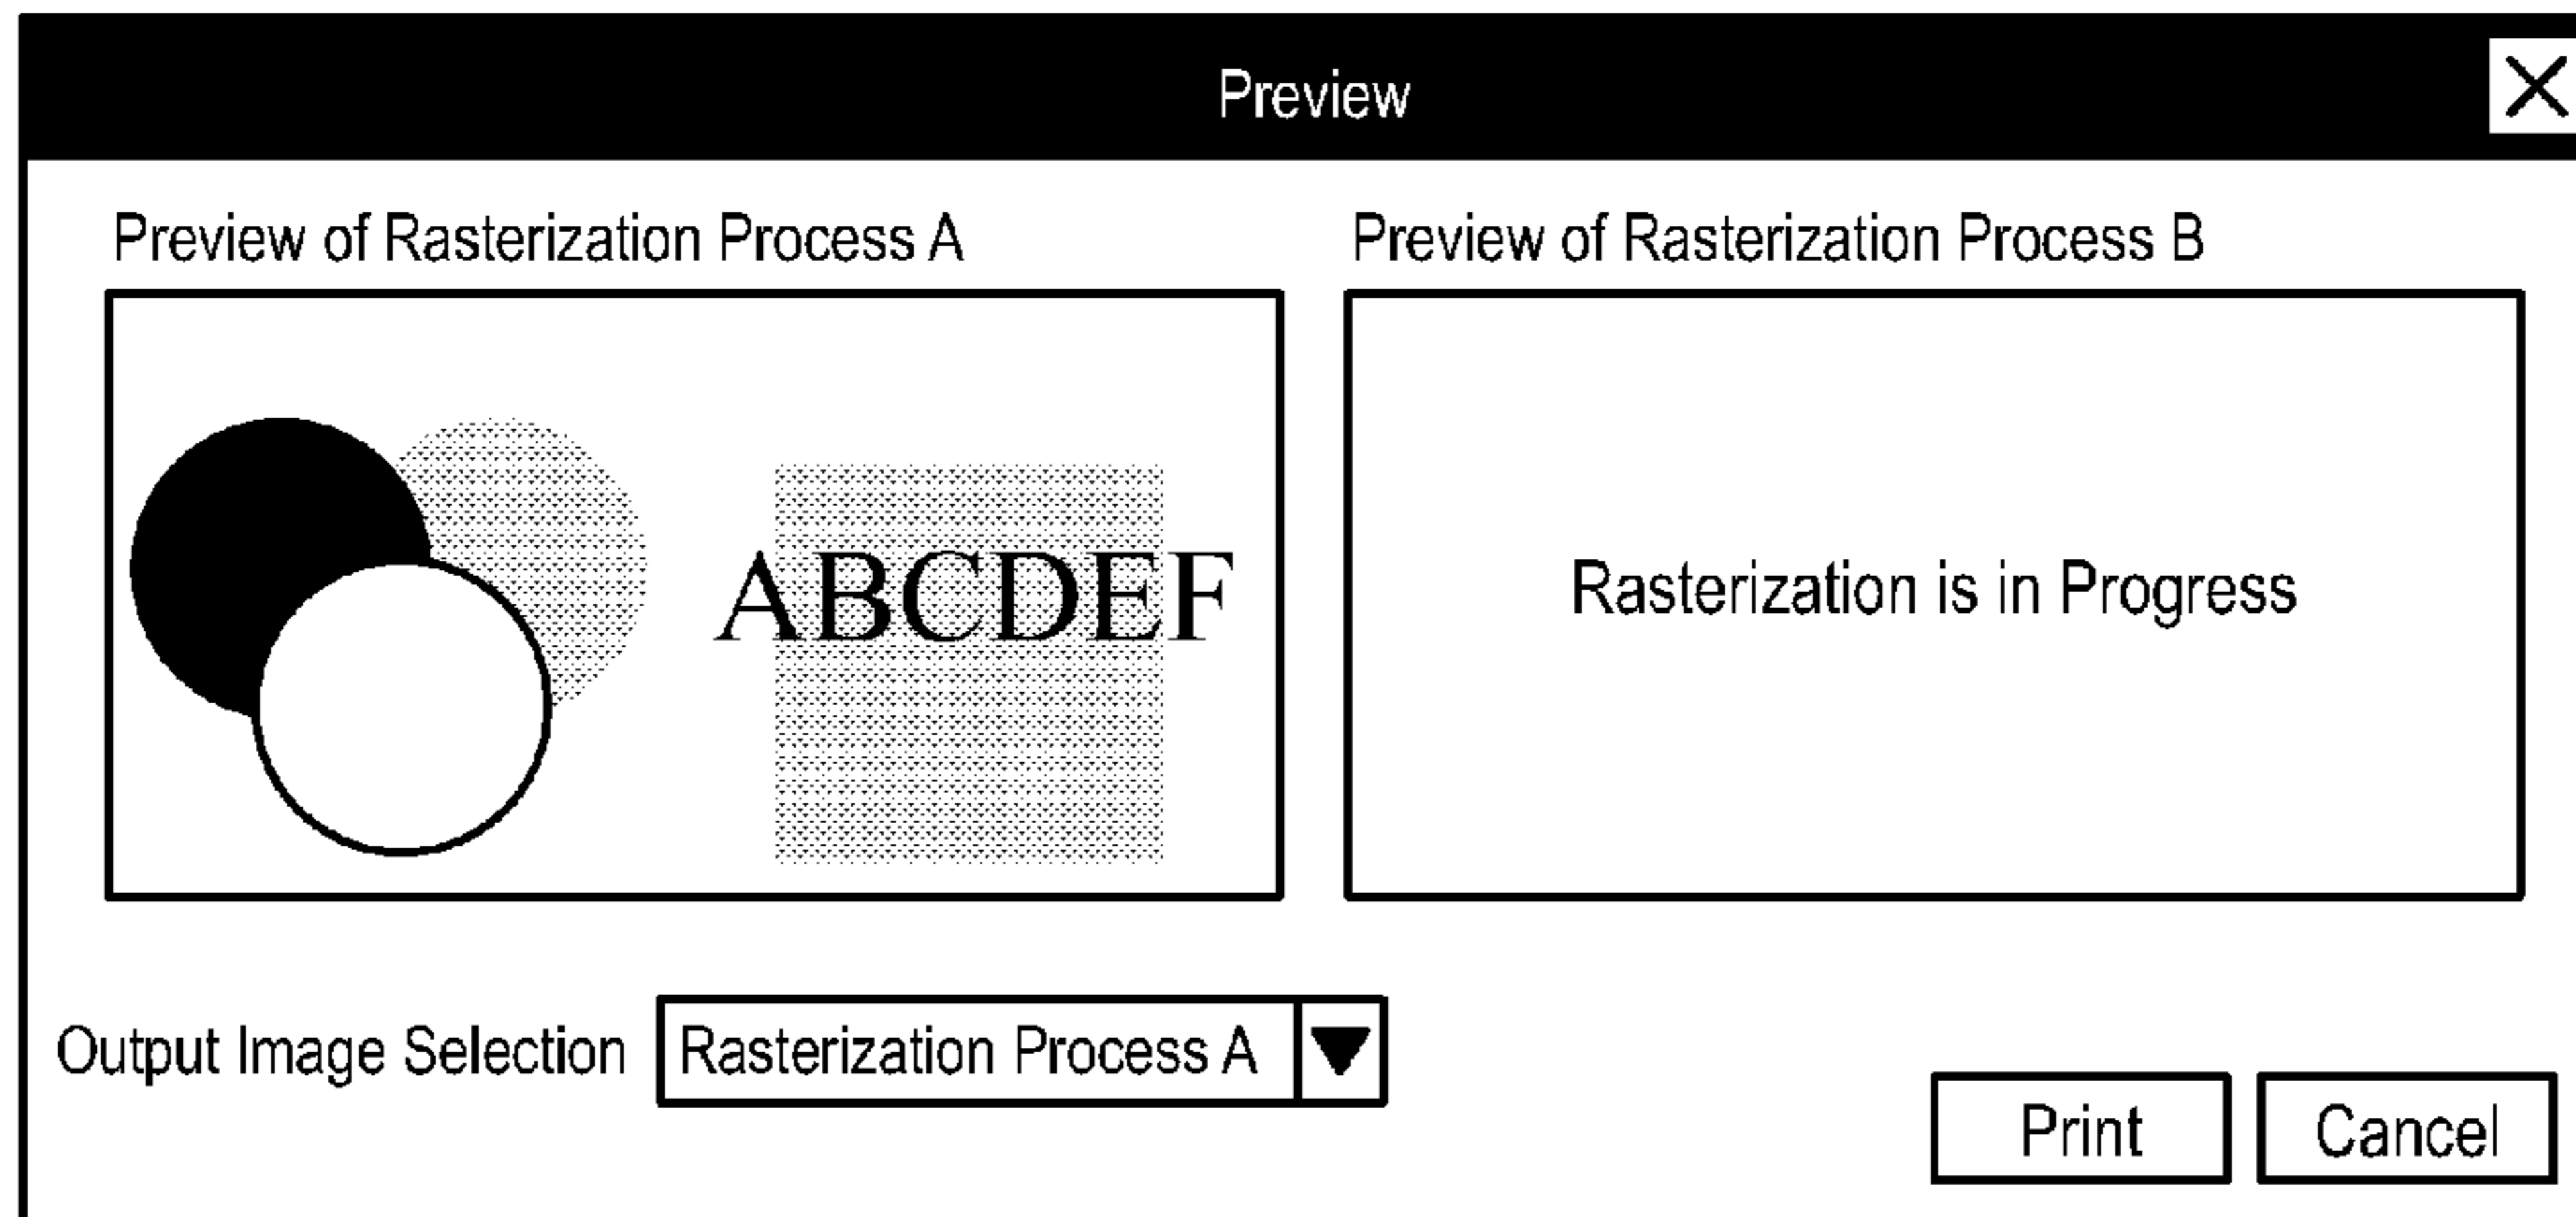 Preview
Preview of Rasterization Process A
Preview of Rasterization Process B
ABCDEF
Rasterization is in Progress
Output Image Selection
Rasterization Process A
Print
Cancel